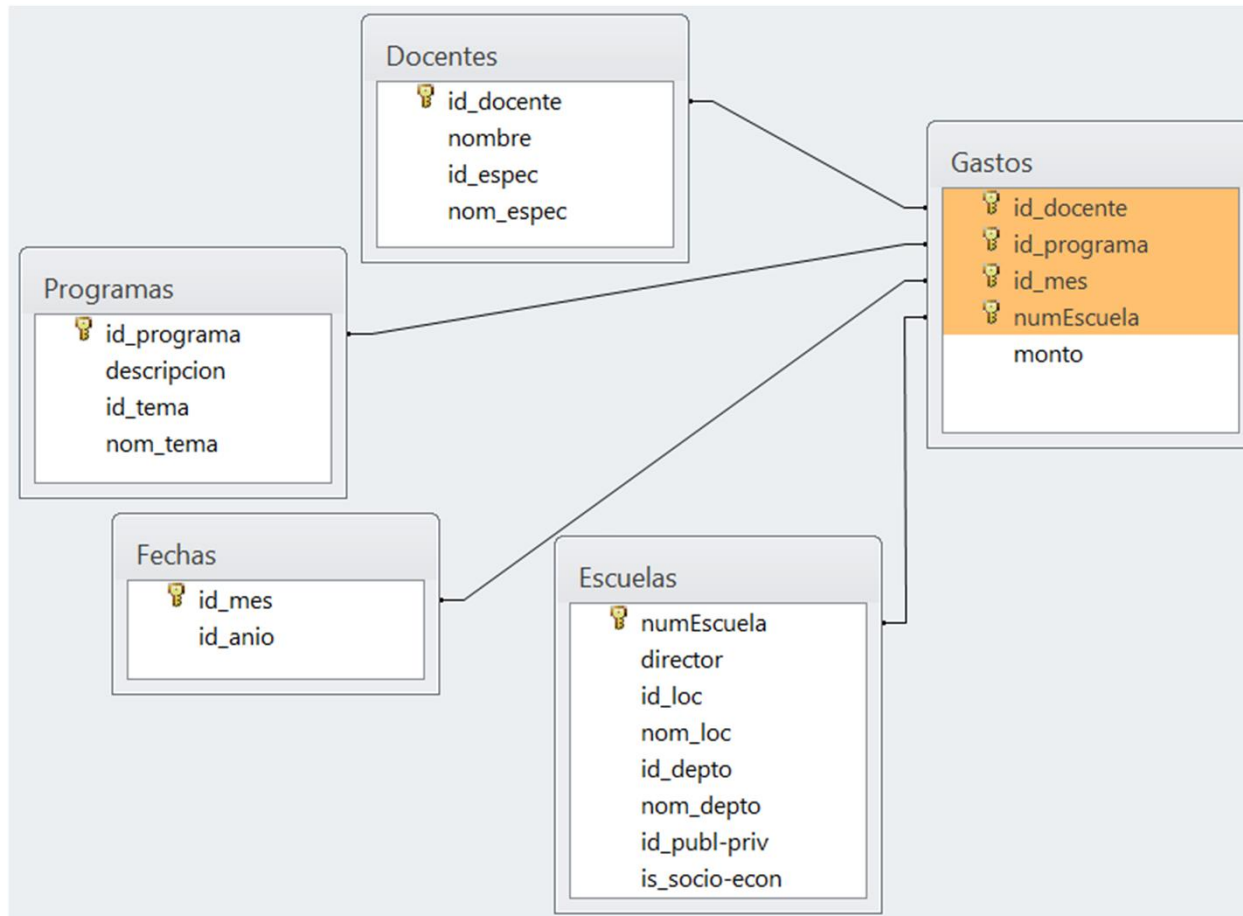 Docentes
id_docente
nombre
id_espec
nom_espec
Gastos
id_docente
id_programa
id_mes
numEscuela
monto
Programas
id_programa
descripcion
id_tema
nom_tema
Fechas
id_mes
id_anio
Escuelas
numEscuela
director
id_loc
nom_loc
id_depto
nom_depto
id_publ-priv
is_socio-econ